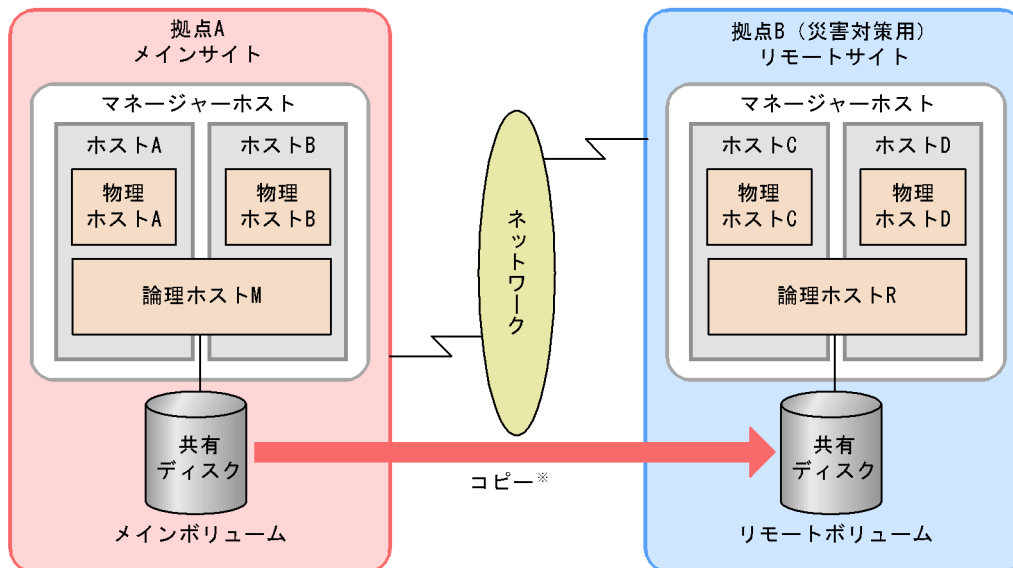 拠点A
メインサイト
マネージャーホスト
ホストA
ホストB
物理
ホストA
物理
ホストB
論理ホストM
共有
ディスク
メインボリューム
ネットワーク
コピー※
拠点B（災害対策用）
リモートサイト
マネージャーホスト
ホストC
ホストD
物理
ホストC
物理
ホストD
論理ホストR
共有
ディスク
リモートボリューム